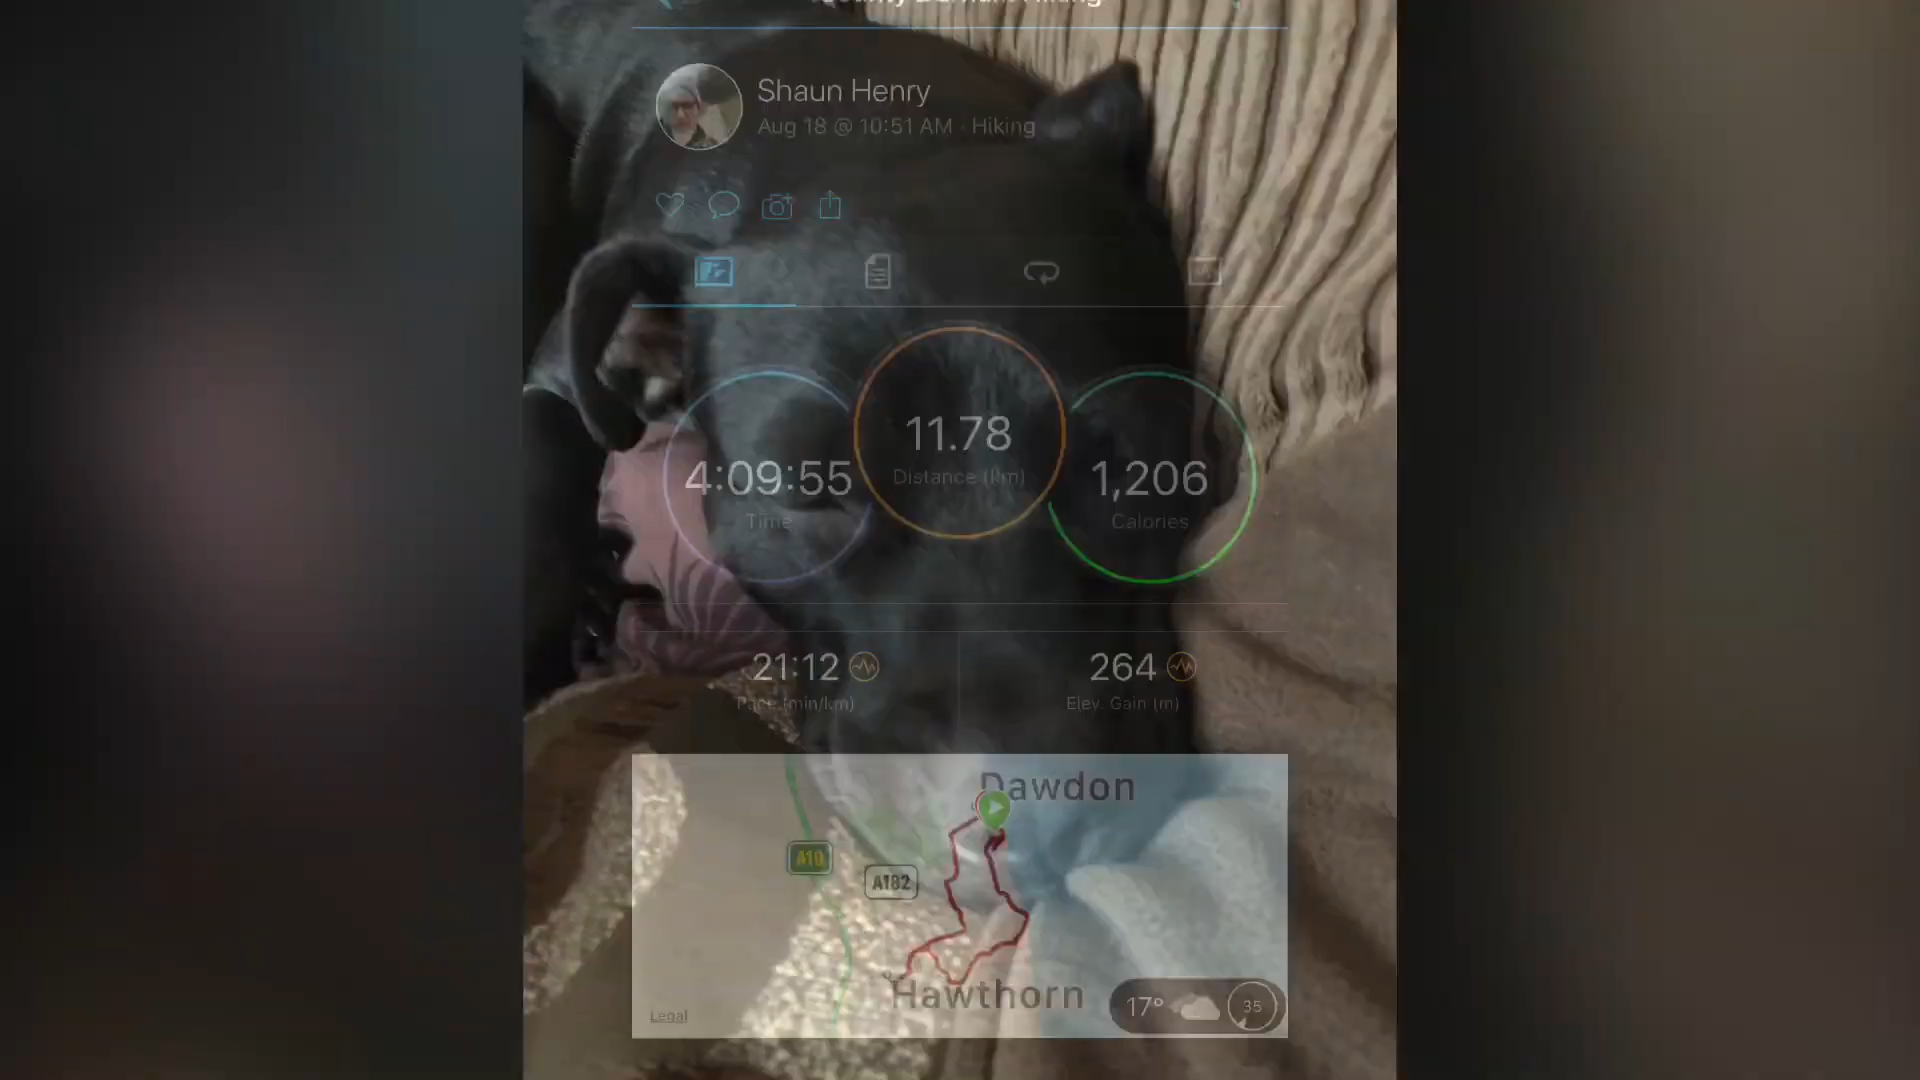 Shaun Henry
Aug 18 @ 10:51 AM · Hiking
11.78
Distance (km)
4:09:55
Time
1,206
Calories
21:12
Pace (min/km)
264
Elev. Gain (m)
Dawdon
A19
A182
Hawthorn
Legal
17°
35